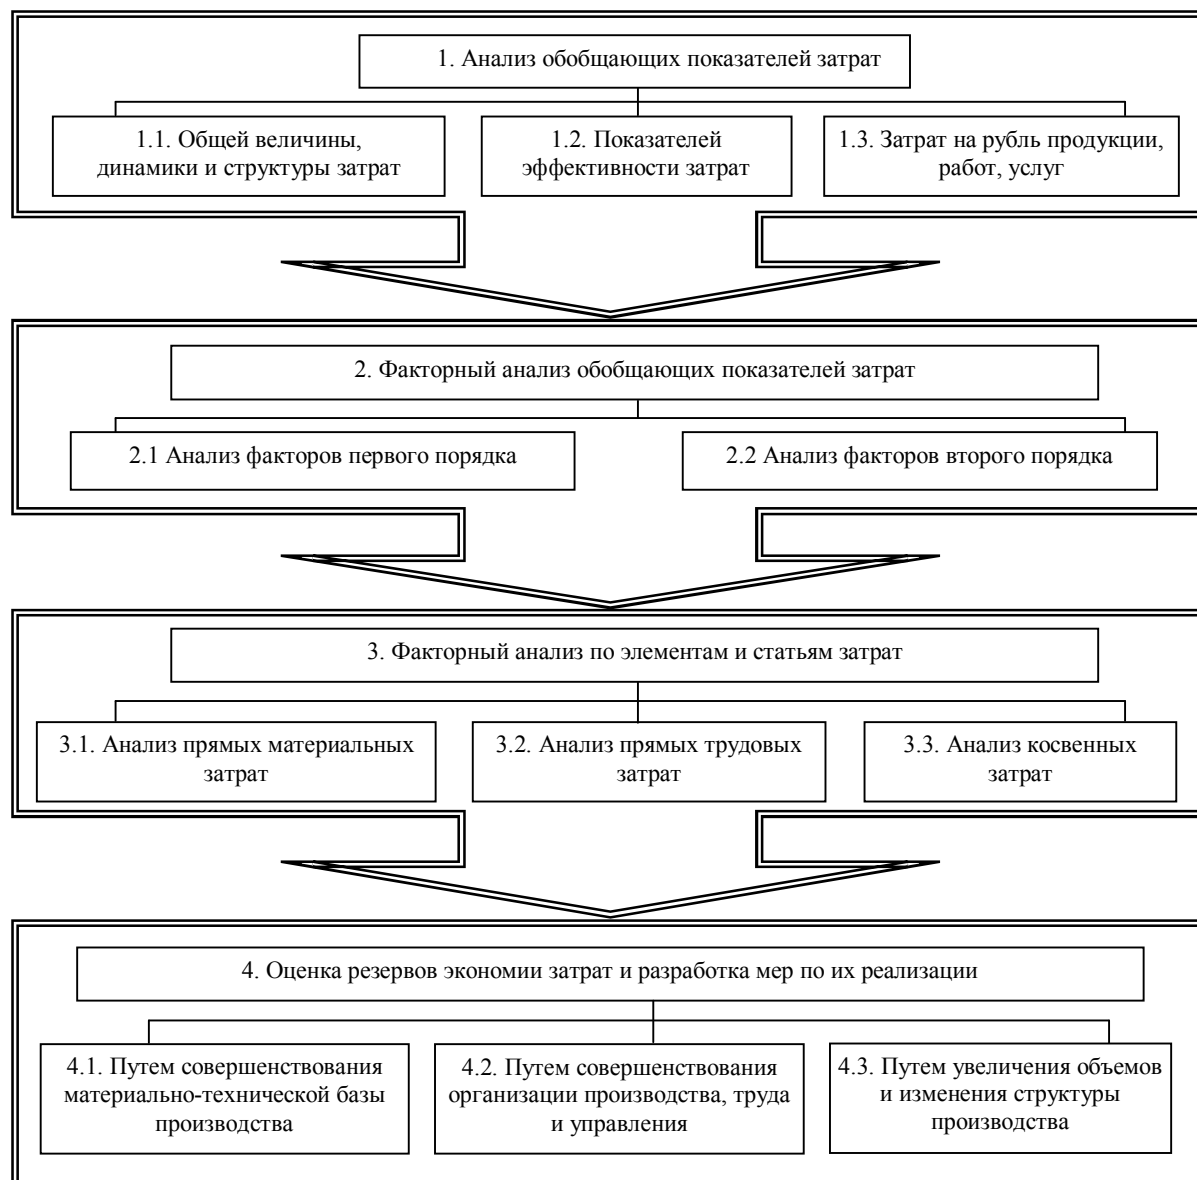 1. Анализ обобщающих показателей затрат
1.1. Общей величины,
динамики и структуры затрат
1.2. Показателей
эффективности затрат
1.3. Затрат на рубль продукции,
работ, услуг
2. Факторный анализ обобщающих показателей затрат
2.1 Анализ факторов первого порядка
2.2 Анализ факторов второго порядка
3. Факторный анализ по элементам и статьям затрат
3.1. Анализ прямых материальных
затрат
3.2. Анализ прямых трудовых
затрат
3.3. Анализ косвенных
затрат
4. Оценка резервов экономии затрат и разработка мер по их реализации
4.1. Путем совершенствования
материально-технической базы
производства
4.2. Путем совершенствования
организации производства, труда
и управления
4.3. Путем увеличения объемов
и изменения структуры
производства